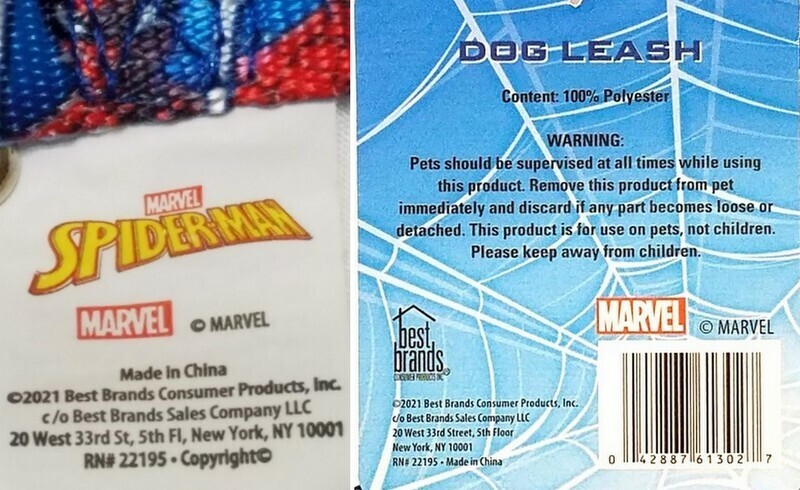 MARVEL
SPIDER-MAN
MARVEL © MARVEL
Made in China
©2021 Best Brands Consumer Products, Inc.
c/o Best Brands Sales Company LLC
20 West 33rd St, 5th Fl, New York, NY 10001
RN# 22195 • Copyright©
DOG LEASH
Content: 100% Polyester
WARNING:
Pets should be supervised at all times while using
this product. Remove this product from pet
immediately and discard if any part becomes loose or
detached. This product is for use on pets, not children.
Please keep away from children.
MARVEL © MARVEL
best
brands®
CONSUMER PRODUCTS INC
©2021 Best Brands Consumer Products, Inc.
c/o Best Brands Sales Company LLC
20 West 33rd Street, 5th Floor
New York, NY 10001
RN# 22195 • Made in China
0 42887 61302 7